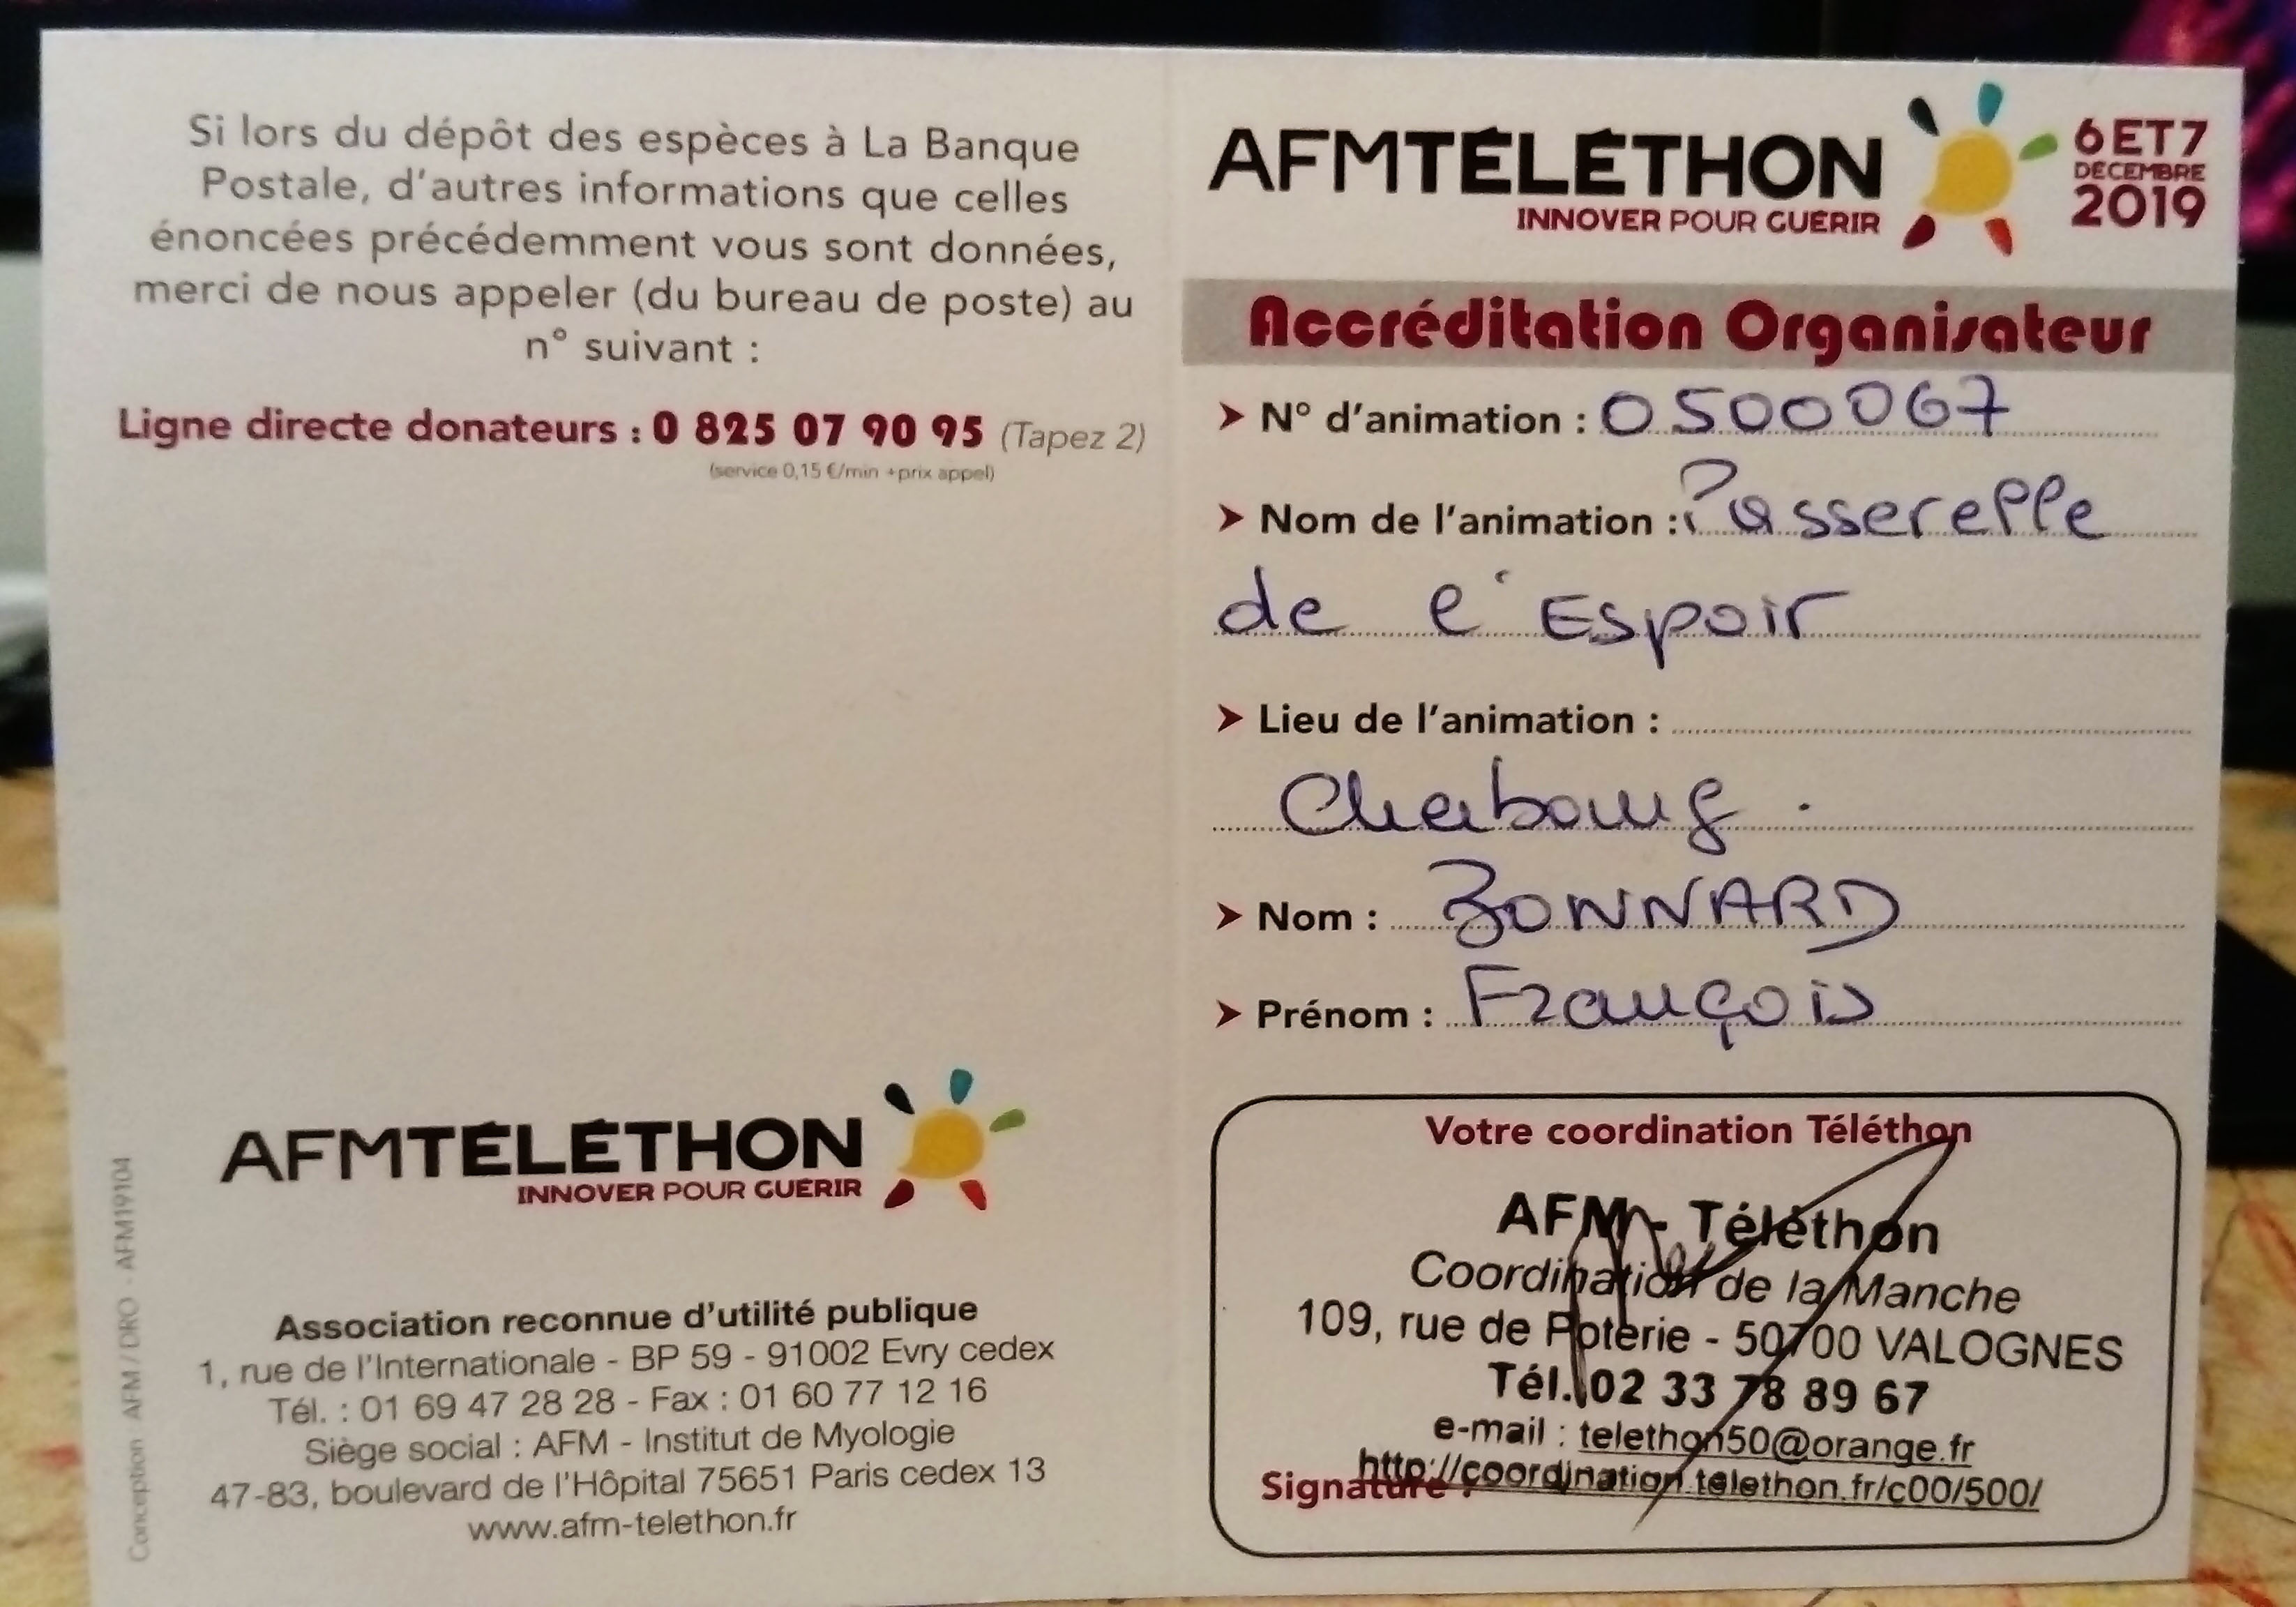 Si lors du dépôt des espèces à La Banque
Postale, d'autres informations que celles
énoncées précédemment vous sont données,
merci de nous appeler (du bureau de poste) au
n° suivant :
Ligne directe donateurs : 0 825 07 90 95 (Tapez 2)
(service 0,15 €/min +prix appel)
AFMTÉLÉTHON
INNOVER POUR GUÉRIR
Association reconnue d'utilité publique
1, rue de l'Internationale - BP 59 - 91002 Evry cedex
Tél. : 01 69 47 28 28 - Fax : 01 60 77 12 16
Siège social : AFM - Institut de Myologie
47-83, boulevard de l'Hôpital 75651 Paris cedex 13
www.afm-telethon.fr
Conception AFM / DRO - AFM19104
AFMTÉLÉTHON
INNOVER POUR GUÉRIR
6 ET 7
DÉCEMBRE
2019
Accréditation Organisateur
➤ N° d'animation : 0500067
➤ Nom de l'animation : Passerelle
de l'Espoir
➤ Lieu de l'animation :
Cherbourg.
➤ Nom : BONNARD
➤ Prénom : François
Votre coordination Téléthon
AFM - Téléthon
Coordination de la Manche
109, rue de Poterie - 50700 VALOGNES
Tél. 02 33 78 89 67
e-mail : telethon50@orange.fr
http://coordination.telethon.fr/c00/500/
Signature :